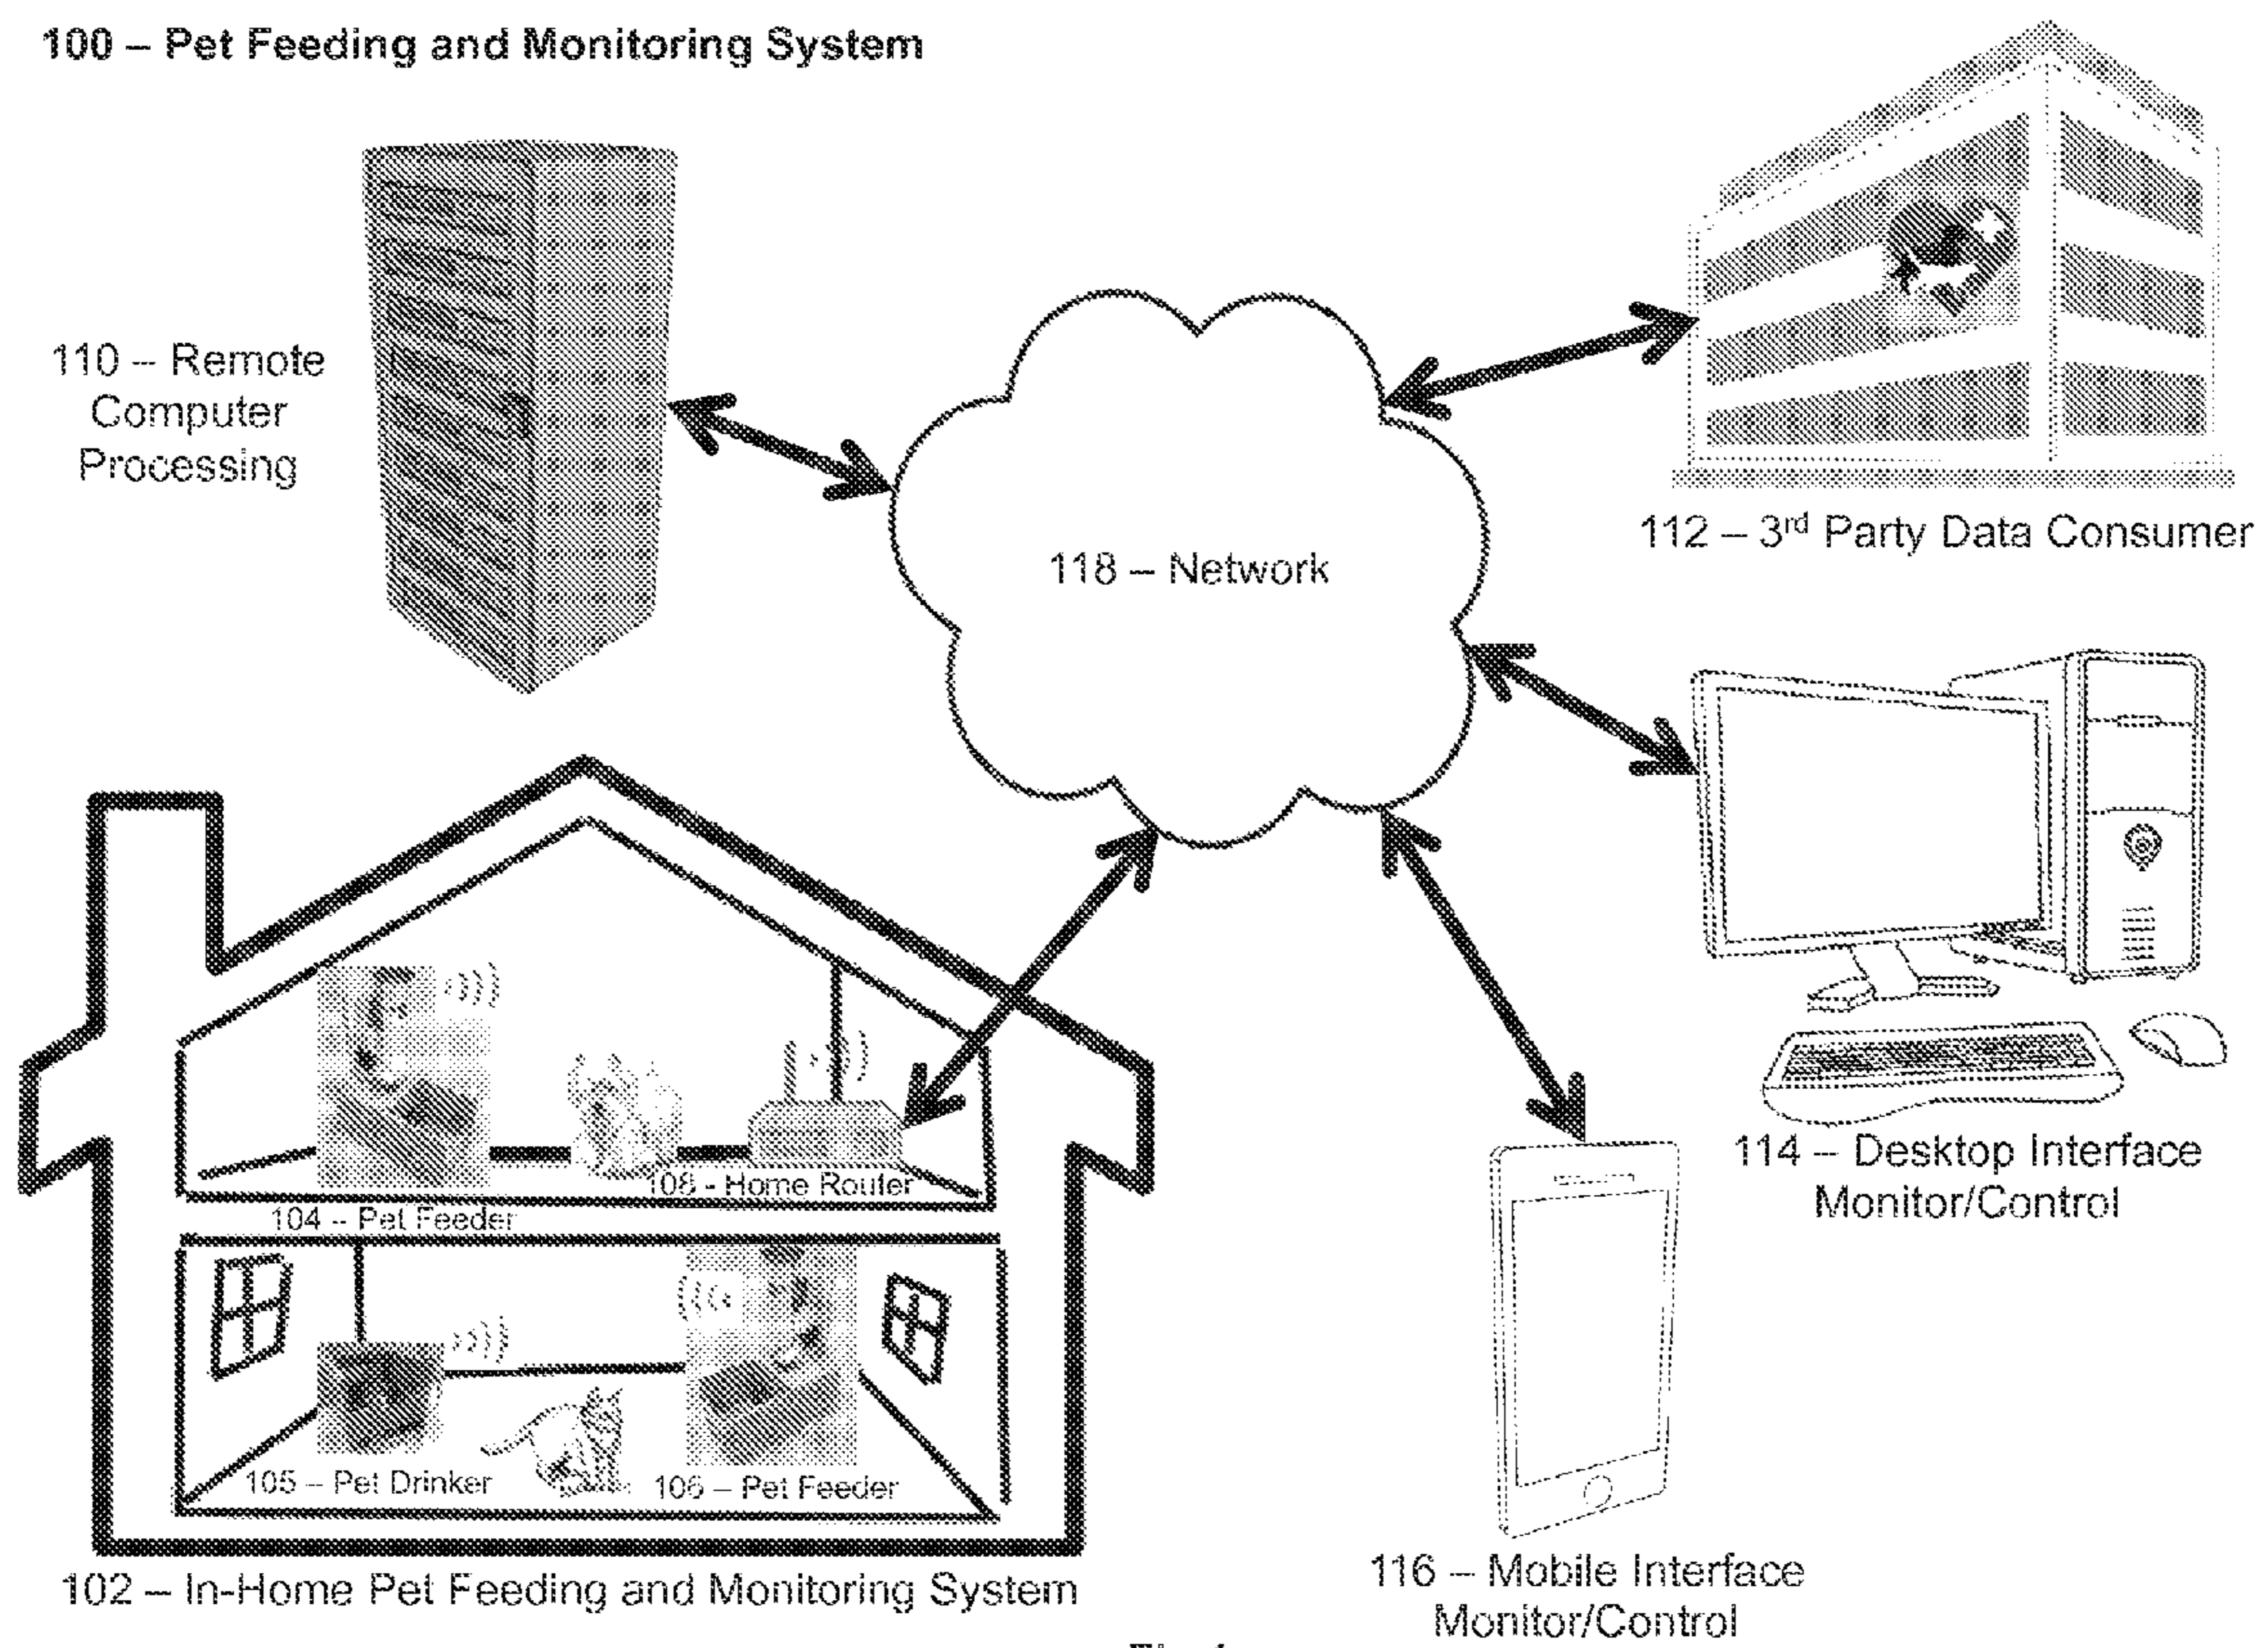 100 – Pet Feeding and Monitoring System
110 – Remote
Computer
Processing
118 – Network
112 – 3rd Party Data Consumer
114 – Desktop Interface
Monitor/Control
108 - Home Router
104 – Pet Feeder
105 – Pet Drinker
106 – Pet Feeder
102 – In-Home Pet Feeding and Monitoring System
116 – Mobile Interface
Monitor/Control